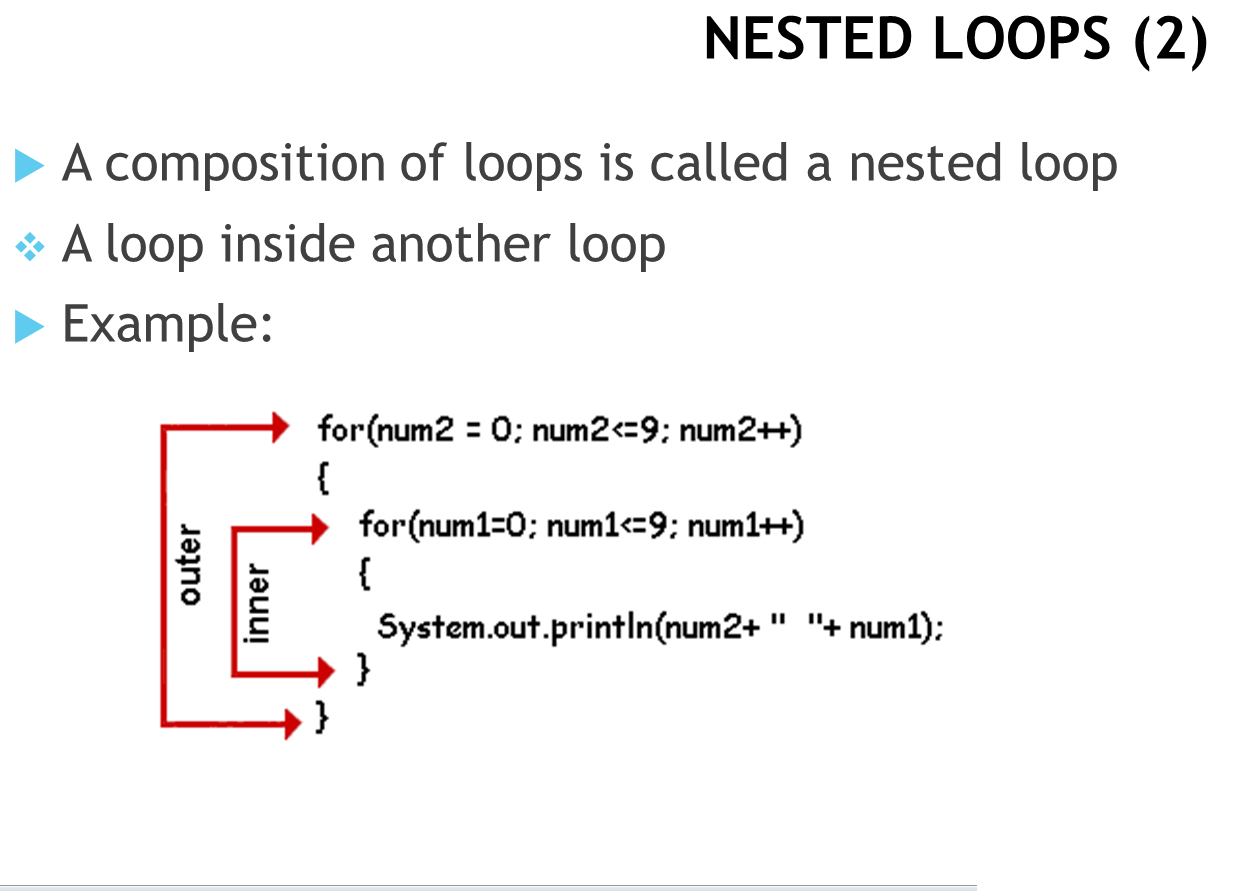 NESTED LOOPS (2)
A composition of loops is called a nested loop
A loop inside another loop
Example:
for(num2 = 0; num2<=9; num2++)
{
for(num1=0; num1<=9; num1++)
{
System.out.println(num2+ "  "+ num1);
}
}
outer
inner